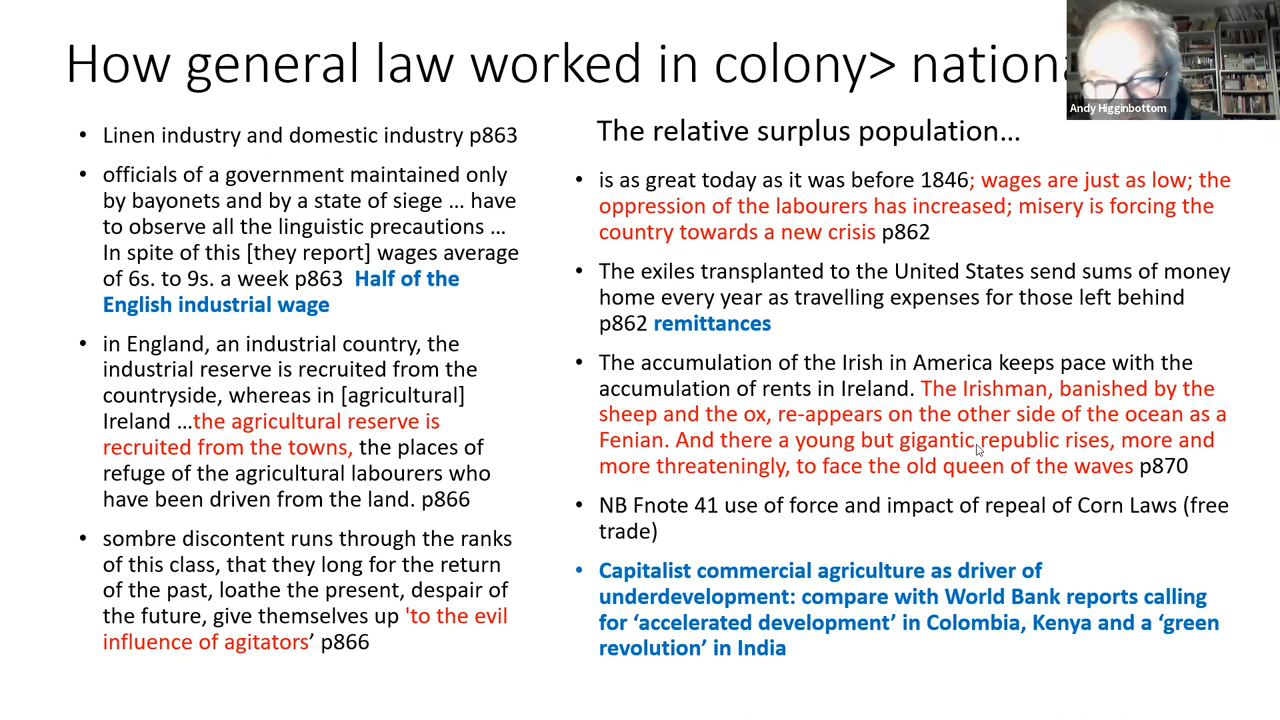 How general law worked in colony> nation
Andy Higginbottom
• Linen industry and domestic industry p863
• officials of a government maintained only
by bayonets and by a state of siege … have
to observe all the linguistic precautions …
In spite of this [they report] wages average
of 6s. to 9s. a week p863 Half of the
English industrial wage
• in England, an industrial country, the
industrial reserve is recruited from the
countryside, whereas in [agricultural]
Ireland …the agricultural reserve is
recruited from the towns, the places of
refuge of the agricultural labourers who
have been driven from the land. p866
• sombre discontent runs through the ranks
of this class, that they long for the return
of the past, loathe the present, despair of
the future, give themselves up 'to the evil
influence of agitators’ p866
The relative surplus population…
• is as great today as it was before 1846; wages are just as low; the
oppression of the labourers has increased; misery is forcing the
country towards a new crisis p862
• The exiles transplanted to the United States send sums of money
home every year as travelling expenses for those left behind
p862 remittances
• The accumulation of the Irish in America keeps pace with the
accumulation of rents in Ireland. The Irishman, banished by the
sheep and the ox, re-appears on the other side of the ocean as a
Fenian. And there a young but gigantic republic rises, more and
more threateningly, to face the old queen of the waves p870
• NB Fnote 41 use of force and impact of repeal of Corn Laws (free
trade)
• Capitalist commercial agriculture as driver of
underdevelopment: compare with World Bank reports calling
for ‘accelerated development’ in Colombia, Kenya and a ‘green
revolution’ in India